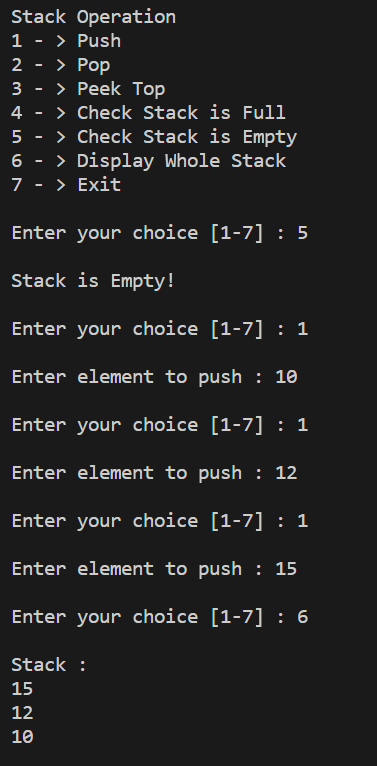 Stack Operation
1 - > Push
2 - > Pop
3 - > Peek Top
4 - > Check Stack is Full
5 - > Check Stack is Empty
6 - > Display Whole Stack
7 - > Exit
Enter your choice [1-7] : 5
Stack is Empty!
Enter your choice [1-7] : 1
Enter element to push : 10
Enter your choice [1-7] : 1
Enter element to push : 12
Enter your choice [1-7] : 1
Enter element to push : 15
Enter your choice [1-7] : 6
Stack :
15
12
10